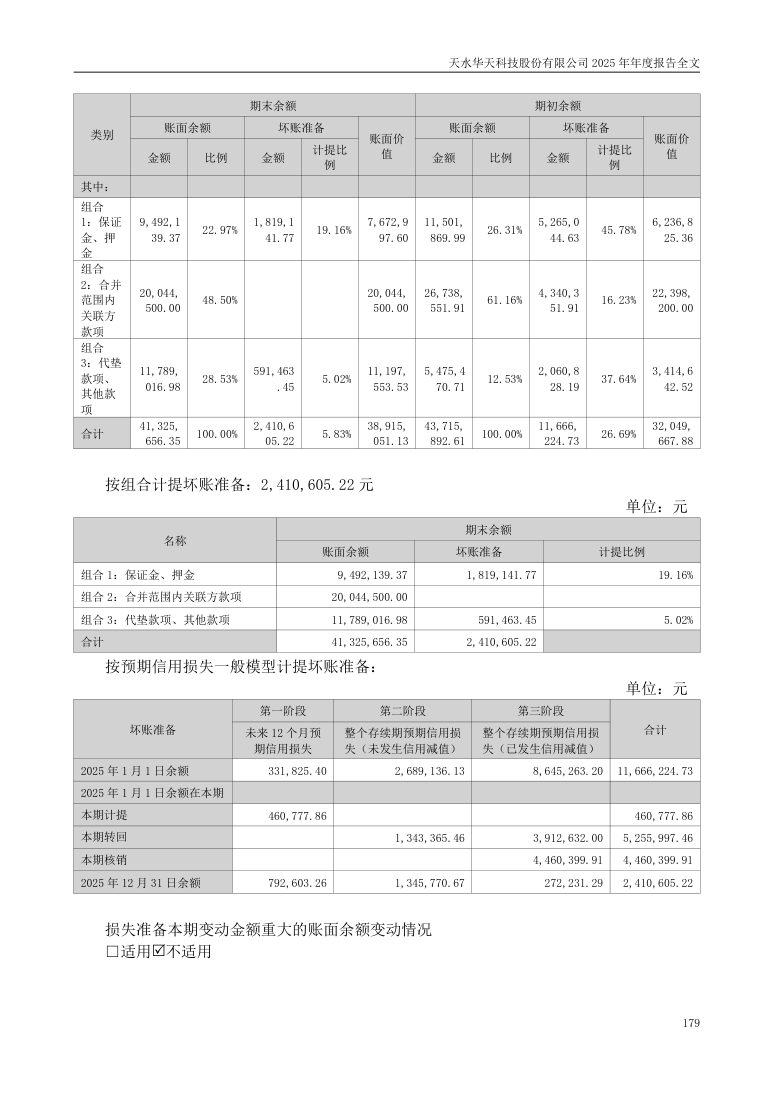 天水华天科技股份有限公司 2025 年年度报告全文
类别 期末余额 期初余额
账面余额 坏账准备 账面价值 账面余额 坏账准备 账面价值
金额 比例 金额 计提比例 金额 比例 金额 计提比例
其中：
组合1：保证金、押金 9,492,139.37 22.97% 1,819,141.77 19.16% 7,672,997.60 11,501,869.99 26.31% 5,265,044.63 45.78% 6,236,825.36
组合2：合并范围内关联方款项 20,044,500.00 48.50% 20,044,500.00 26,738,551.91 61.16% 4,340,351.91 16.23% 22,398,200.00
组合3：代垫款项、其他款项 11,789,016.98 28.53% 591,463.45 5.02% 11,197,553.53 5,475,470.71 12.53% 2,060,828.19 37.64% 3,414,642.52
合计 41,325,656.35 100.00% 2,410,605.22 5.83% 38,915,051.13 43,715,892.61 100.00% 11,666,224.73 26.69% 32,049,667.88
按组合计提坏账准备：2,410,605.22 元
单位：元
名称 期末余额
账面余额 坏账准备 计提比例
组合 1：保证金、押金 9,492,139.37 1,819,141.77 19.16%
组合 2：合并范围内关联方款项 20,044,500.00
组合 3：代垫款项、其他款项 11,789,016.98 591,463.45 5.02%
合计 41,325,656.35 2,410,605.22
按预期信用损失一般模型计提坏账准备：
单位：元
坏账准备 第一阶段 第二阶段 第三阶段 合计
未来 12 个月预期信用损失 整个存续期预期信用损失（未发生信用减值） 整个存续期预期信用损失（已发生信用减值）
2025 年 1 月 1 日余额 331,825.40 2,689,136.13 8,645,263.20 11,666,224.73
2025 年 1 月 1 日余额在本期
本期计提 460,777.86 460,777.86
本期转回 1,343,365.46 3,912,632.00 5,255,997.46
本期核销 4,460,399.91 4,460,399.91
2025 年 12 月 31 日余额 792,603.26 1,345,770.67 272,231.29 2,410,605.22
损失准备本期变动金额重大的账面余额变动情况
□适用☑不适用
179